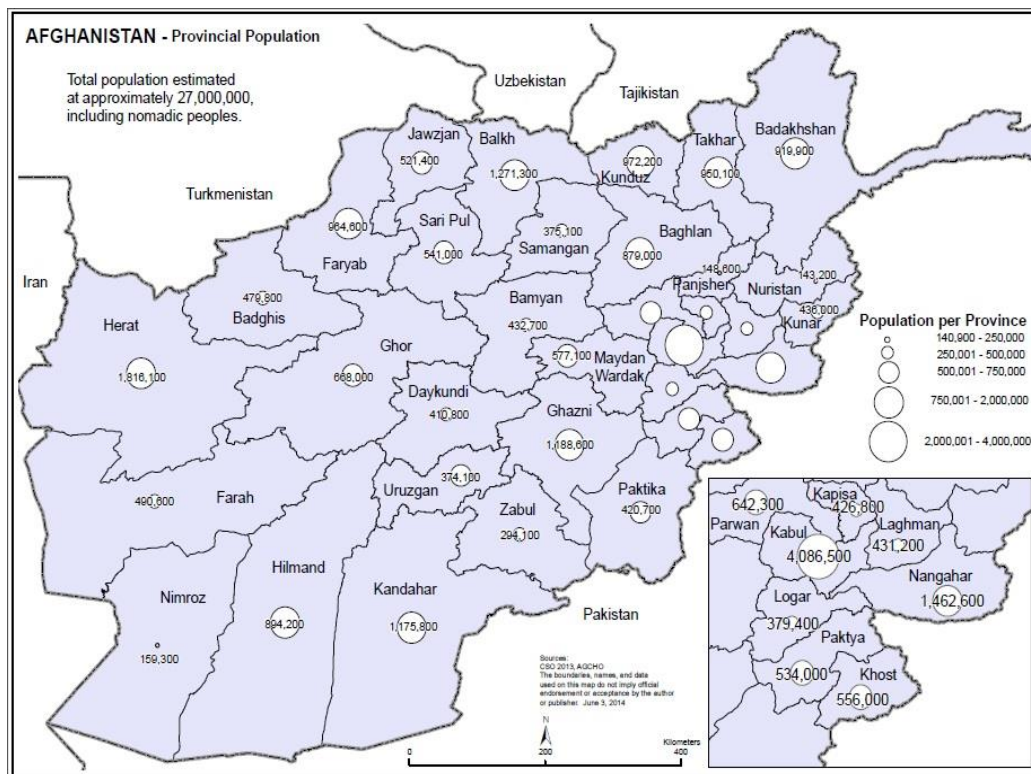 AFGHANISTAN - Provincial Population
Total population estimated
at approximately 27,000,000,
including nomadic peoples.
Uzbekistan
Tajikistan
Turkmenistan
Iran
Pakistan
Jawzjan
521,400
Balkh
1,271,300
972,200
Kunduz
Takhar
950,100
Badakhshan
919,900
964,600
Faryab
Sari Pul
541,000
375,100
Samangan
Baghlan
879,000
148,600
Panjsher
143,200
Nuristan
436,000
Kunar
479,800
Badghis
Herat
1,816,100
Ghor
668,000
Bamyan
432,700
577,100
Maydan
Wardak
Daykundi
410,800
Ghazni
1,188,600
490,600
Farah
374,100
Uruzgan
Zabul
294,100
Paktika
420,700
Nimroz
159,300
Hilmand
894,200
Kandahar
1,175,800
Population per Province
140,900 - 250,000
250,001 - 500,000
500,001 - 750,000
750,001 - 2,000,000
2,000,001 - 4,000,000
642,300
Parwan
Kapisa
426,800
Kabul
4,086,500
Laghman
431,200
Nangahar
1,462,600
Logar
379,400
Paktya
534,000
Khost
556,000
Sources:
CSO 2013, AGCHO
The boundaries, names, and data
used on this map do not imply official
endorsement or acceptance by the author
or publisher. June 3, 2014
N
Kilometers
0
200
400